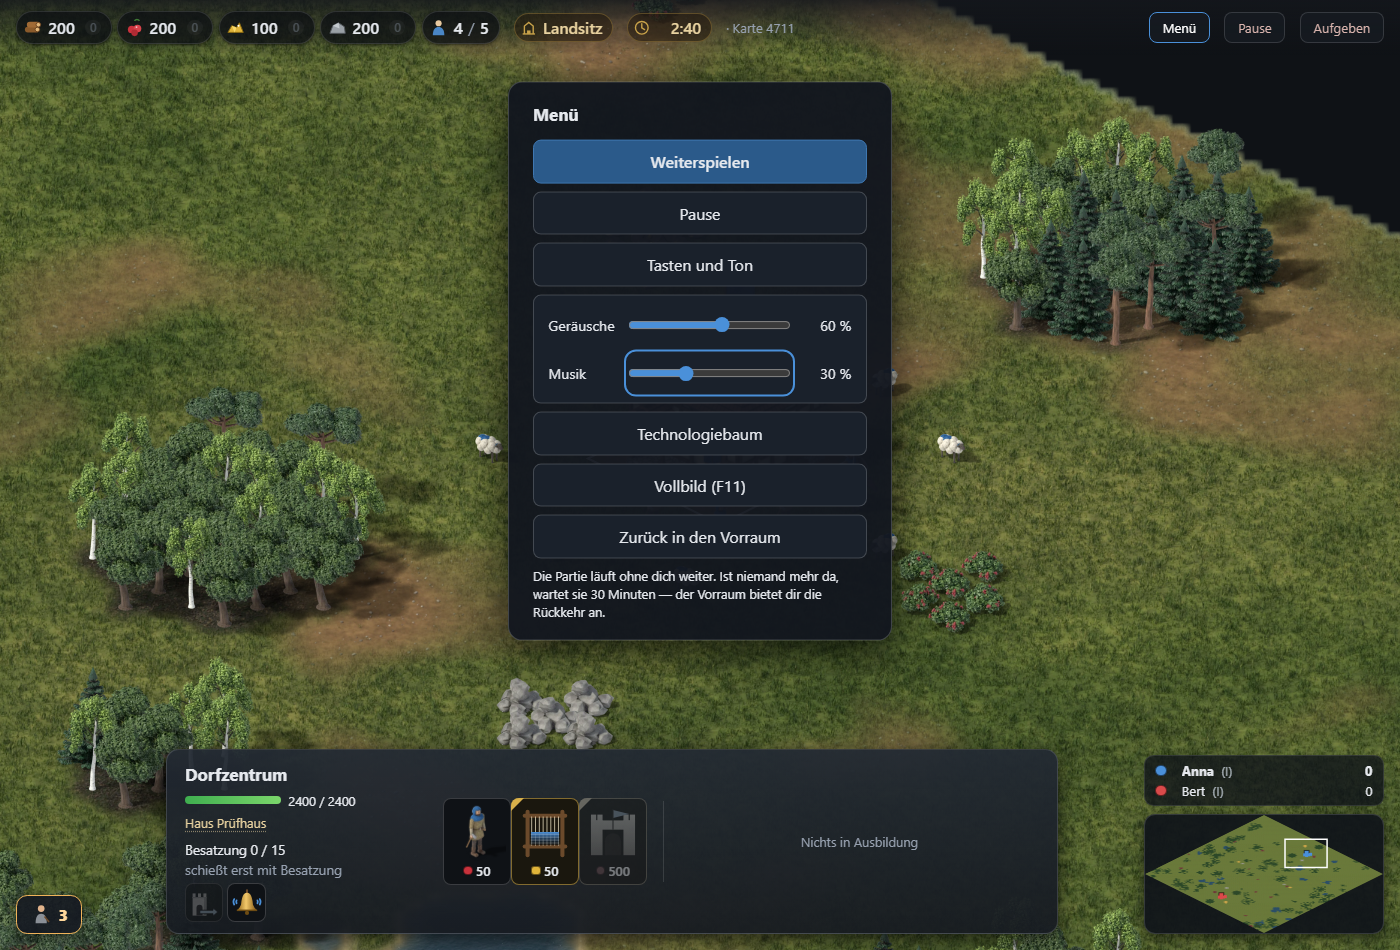 200 0 200 0 100 0 200 0 4 / 5 Landsitz 2:40 · Karte 4711 Menü Pause Aufgeben
Menü
Weiterspielen
Pause
Tasten und Ton
Geräusche 60 %
Musik 30 %
Technologiebaum
Vollbild (F11)
Zurück in den Vorraum
Die Partie läuft ohne dich weiter. Ist niemand mehr da,
wartet sie 30 Minuten — der Vorraum bietet dir die
Rückkehr an.
Dorfzentrum
2400 / 2400
Haus Prüfhaus
Besatzung 0 / 15
schießt erst mit Besatzung
50 50 500
Nichts in Ausbildung
Anna (I) 0
Bert (I) 0
3